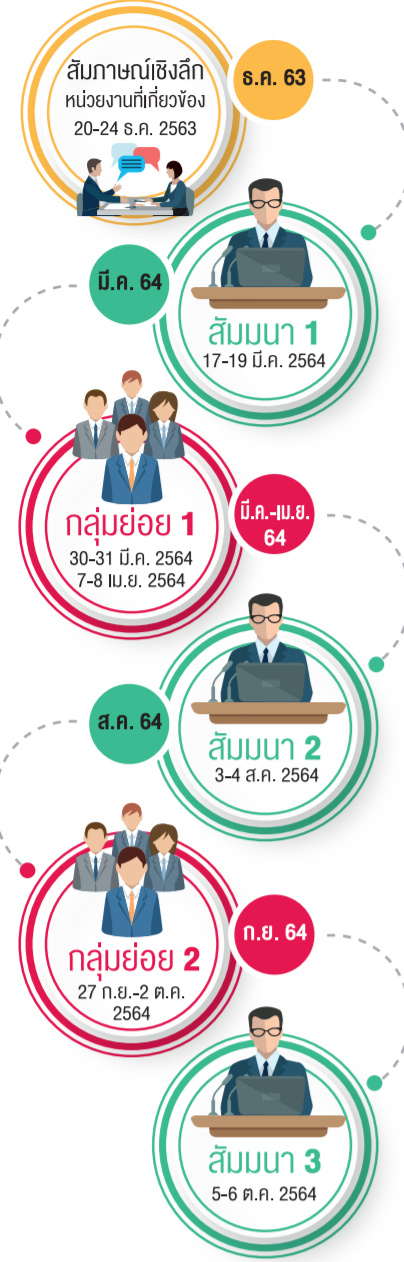 สัมภาษณ์เชิงลึก
หน่วยงานที่เกี่ยวข้อง
20-24 ธ.ค. 2563
ธ.ค. 63
มี.ค. 64
สัมมนา 1
17-19 มี.ค. 2564
กลุ่มย่อย 1
30-31 มี.ค. 2564
7-8 เม.ย. 2564
มี.ค.-เม.ย.
64
ส.ค. 64
สัมมนา 2
3-4 ส.ค. 2564
กลุ่มย่อย 2
27 ก.ย.-2 ต.ค.
2564
ก.ย. 64
สัมมนา 3
5-6 ต.ค. 2564